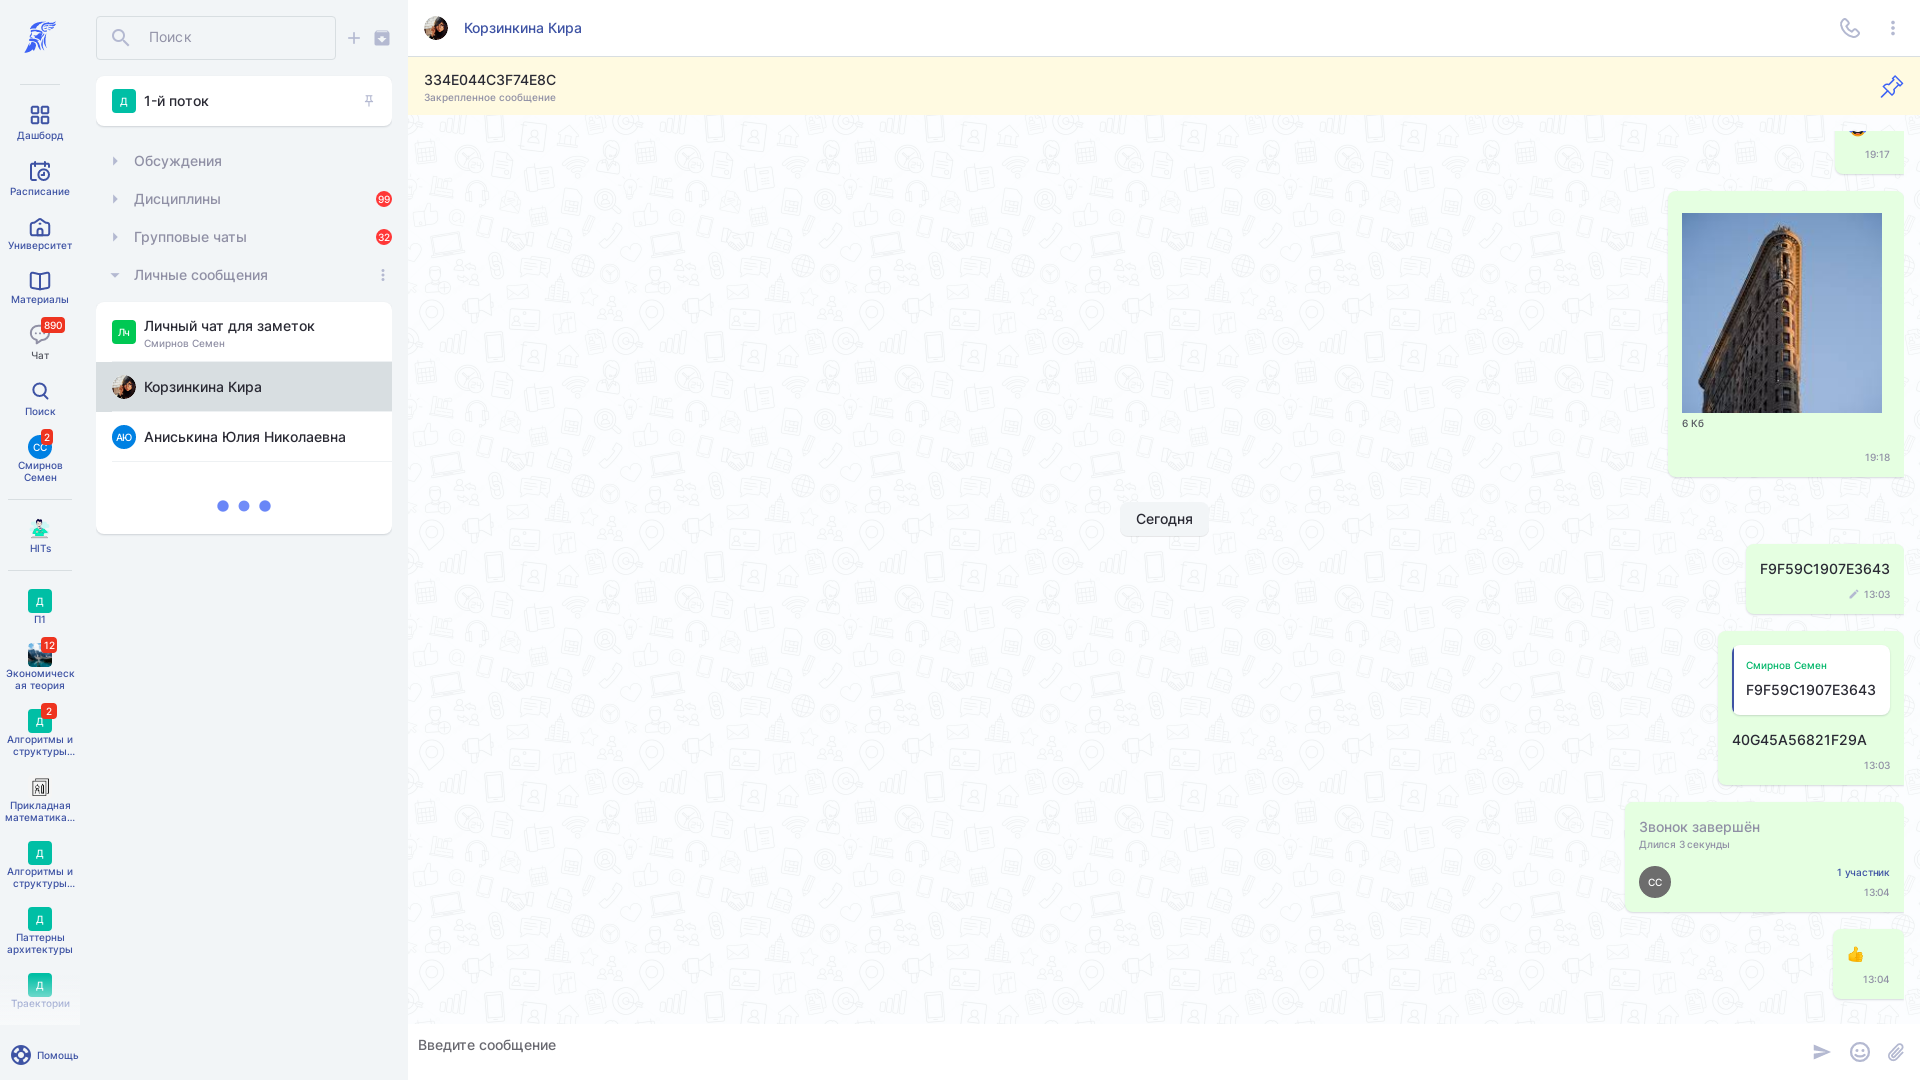 Дашборд
Расписание
Университет
Материалы
890
Чат
Поиск
2
СС
Смирнов
Семен
HITs
Д
П1
12
Экономическ
ая теория
2
Д
Алгоритмы и
структуры...
Прикладная
математика...
Д
Алгоритмы и
структуры...
Д
Паттерны
архитектуры
Д
Траектории
Помощь
Поиск
Д
1-й поток
Обсуждения
Дисциплины
99
Групповые чаты
32
Личные сообщения
Лч
Личный чат для заметок
Смирнов Семен
Корзинкина Кира
АЮ
Аниськина Юлия Николаевна
Корзинкина Кира
334E044C3F74E8C
Закрепленное сообщение
19:17
6 Кб
19:18
Сегодня
F9F59C1907E3643
13:03
Смирнов Семен
F9F59C1907E3643
40G45A56821F29A
13:03
Звонок завершён
Длился 3 секунды
СС
1 участник
13:04
13:04
Введите сообщение